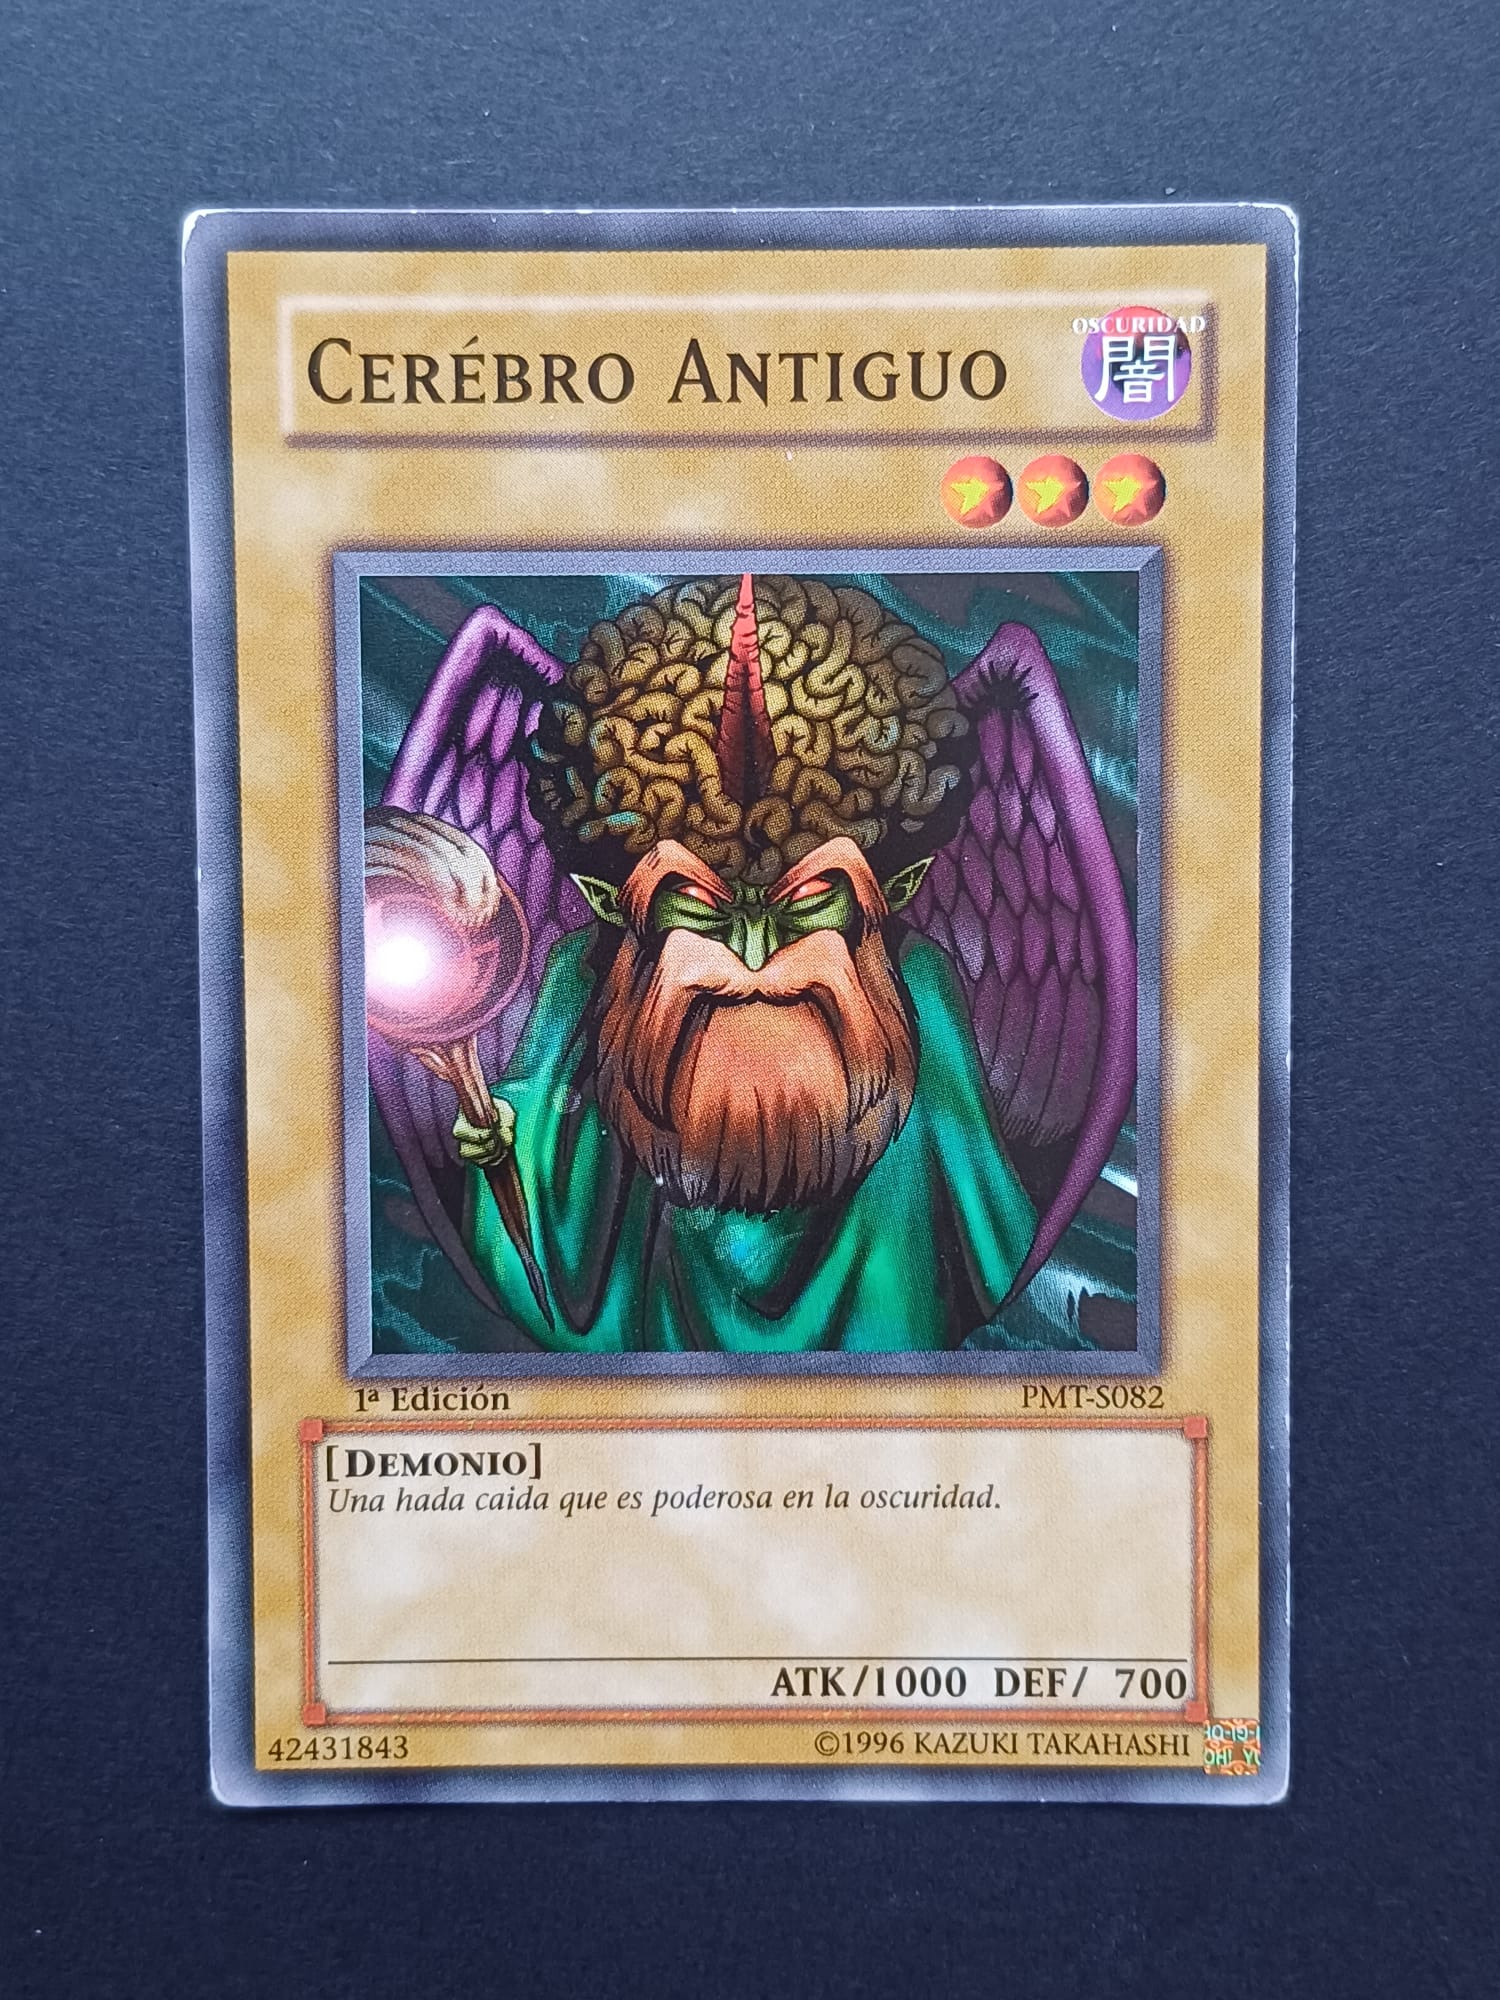 CERÉBRO ANTIGUO
OSCURIDAD
闇
1ª Edición
PMT-S082
[DEMONIO]
Una hada caida que es poderosa en la oscuridad.
ATK/1000 DEF/ 700
42431843
©1996 KAZUKI TAKAHASHI